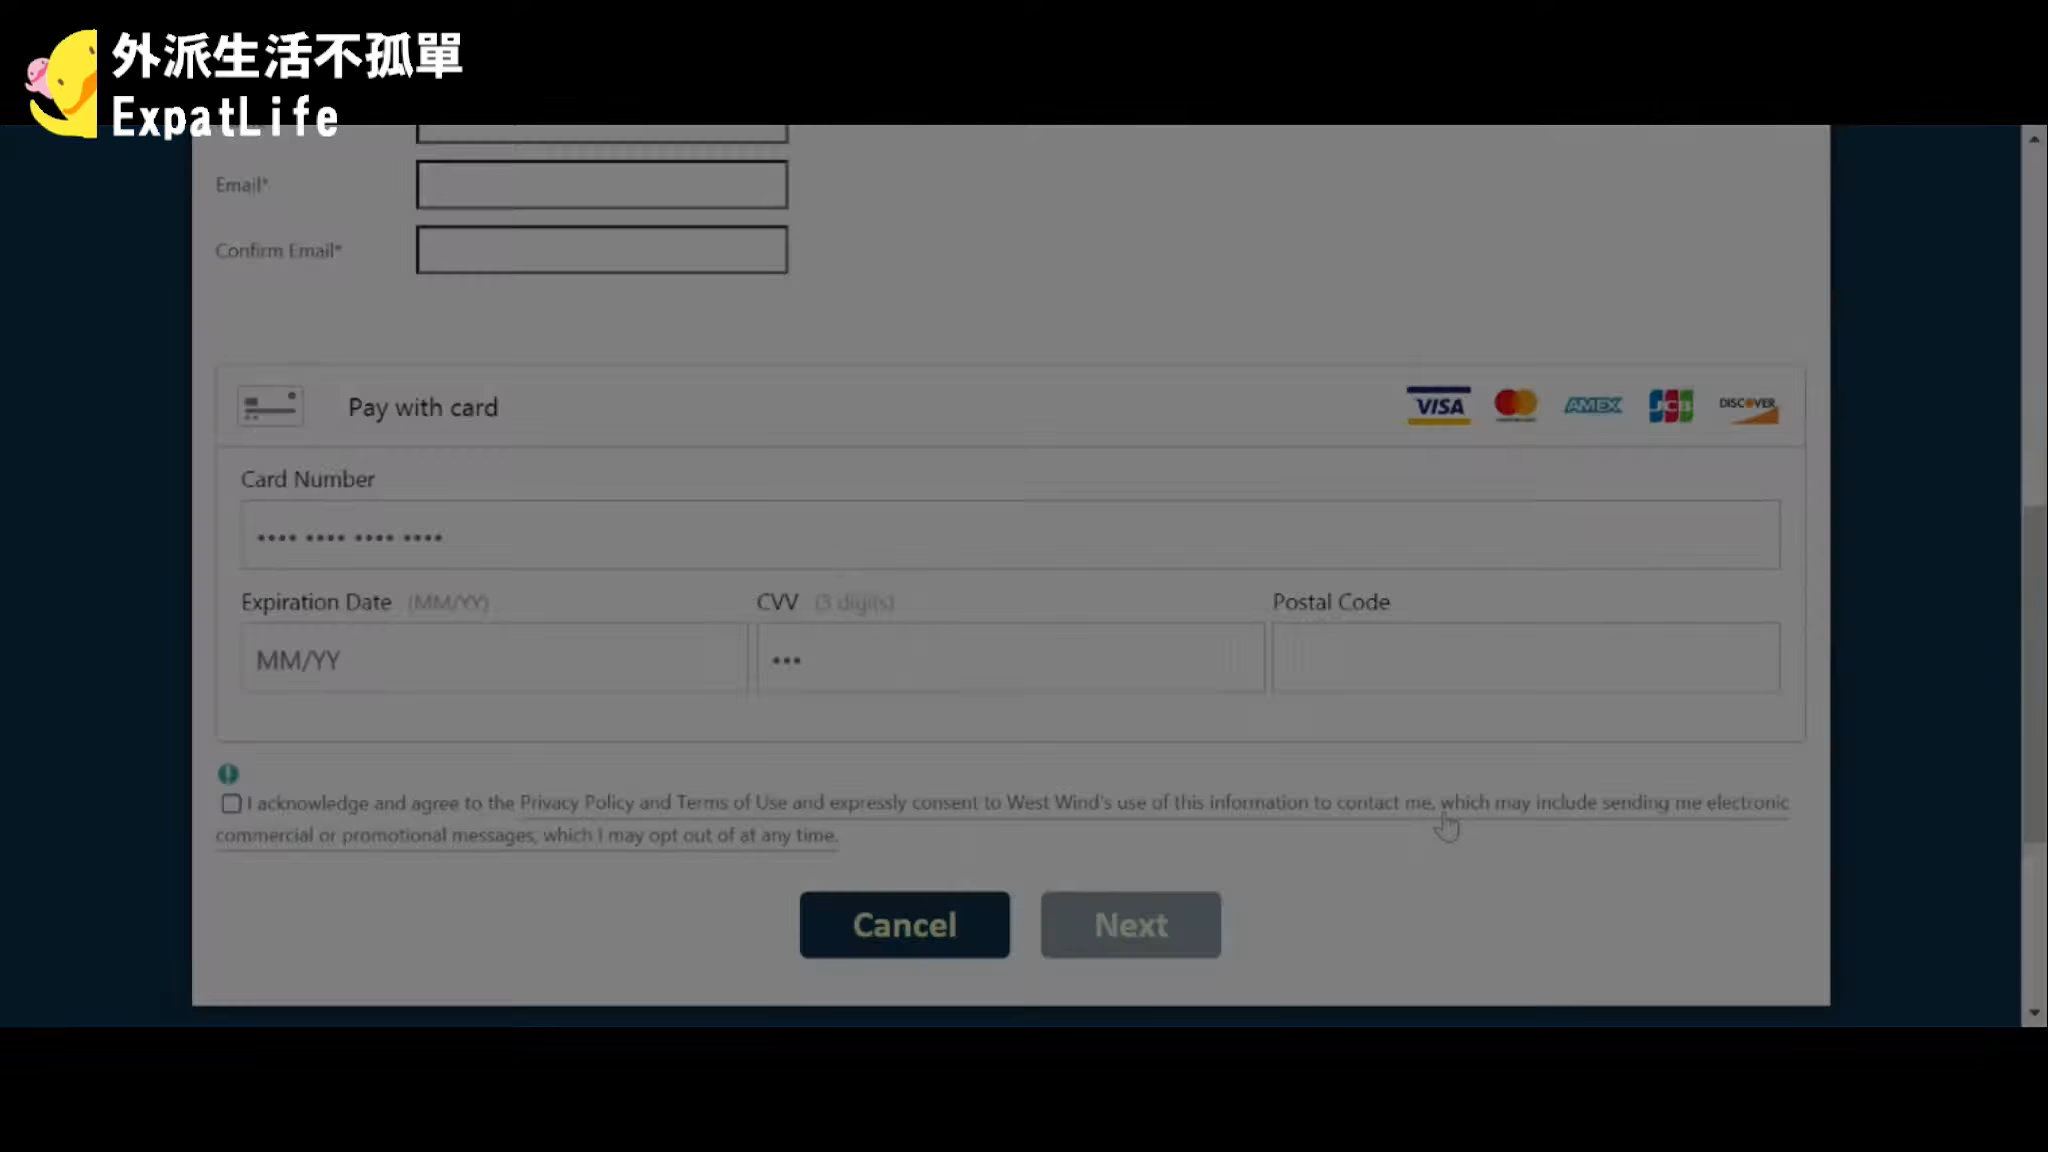 外派生活不孤單
ExpatLife
Email*
Confirm Email*
Pay with card
VISA
AMEX
JCB
DISCOVER
Card Number
•••• •••• •••• ••••
Expiration Date (MM/YY)
CVV (3 digits)
Postal Code
MM/YY
•••
I acknowledge and agree to the Privacy Policy and Terms of Use and expressly consent to West Wind's use of this information to contact me, which may include sending me electronic
commercial or promotional messages, which I may opt out of at any time.
Cancel
Next